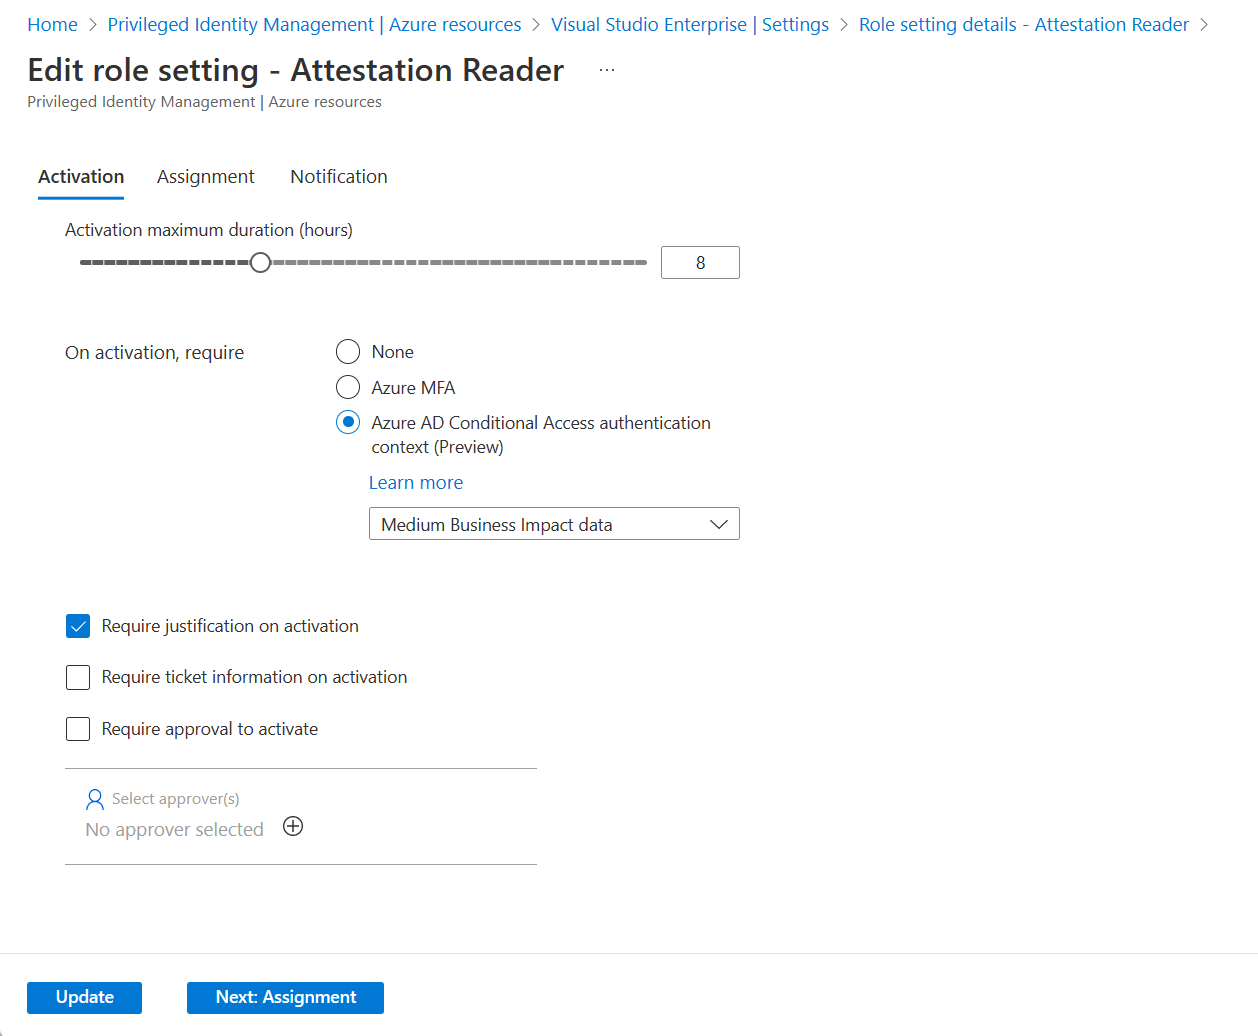 Home > Privileged Identity Management | Azure resources > Visual Studio Enterprise | Settings > Role setting details - Attestation Reader >
Edit role setting - Attestation Reader ...
Privileged Identity Management | Azure resources
Activation Assignment Notification
Activation maximum duration (hours)
8
On activation, require
None
Azure MFA
Azure AD Conditional Access authentication
context (Preview)
Learn more
Medium Business Impact data
Require justification on activation
Require ticket information on activation
Require approval to activate
Select approver(s)
No approver selected
Update Next: Assignment